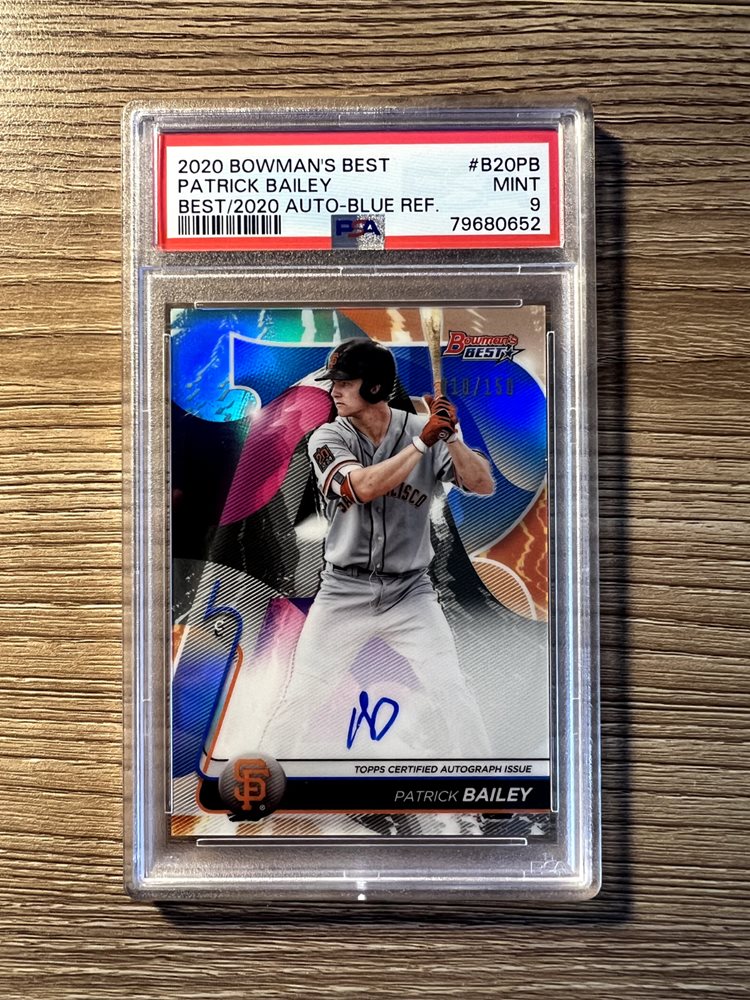 2020 BOWMAN'S BEST #B20PB
PATRICK BAILEY MINT
BEST/2020 AUTO-BLUE REF. 9
PSA 79680652
Bowman's
BEST
/150
SF
TOPPS CERTIFIED AUTOGRAPH ISSUE
PATRICK BAILEY